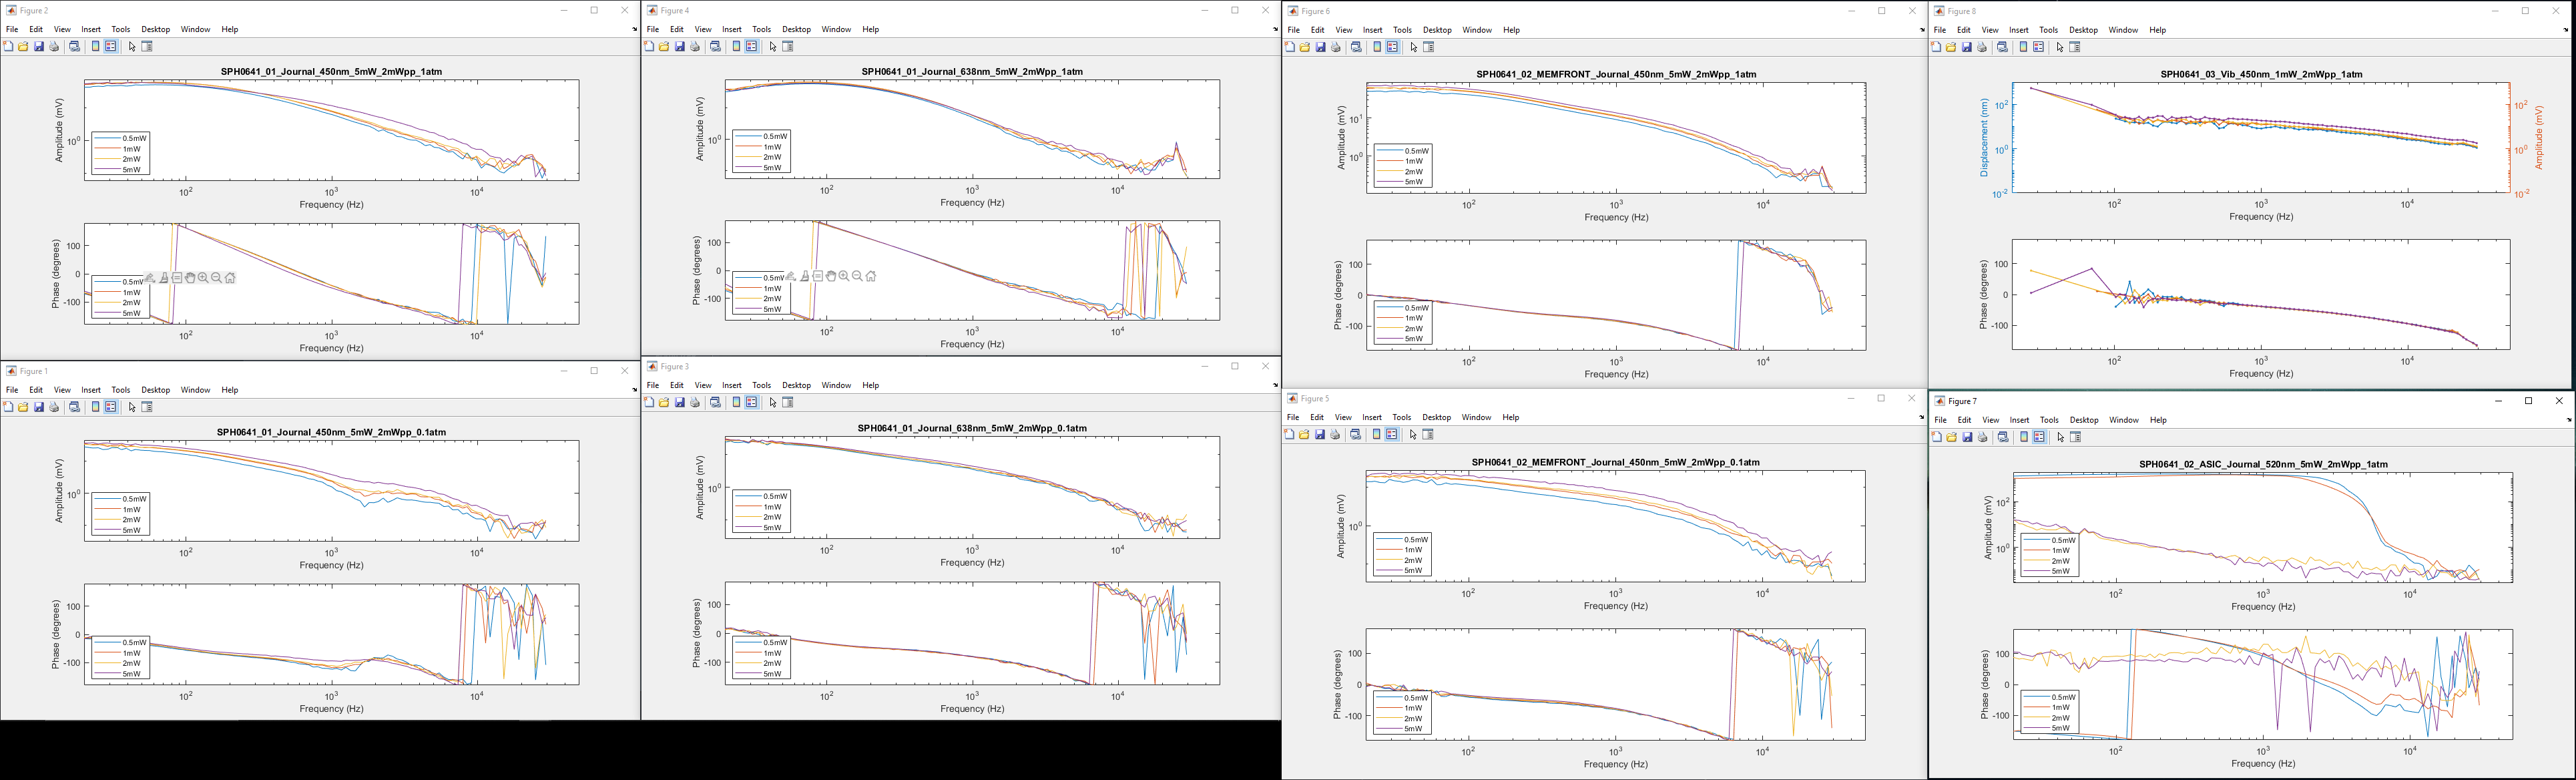 Figure 2
File Edit View Insert Tools Desktop Window Help
SPH0641_01_Journal_450nm_5mW_2mWpp_1atm
Amplitude (mV)
10^0
0.5mW
1mW
2mW
5mW
10^2 10^3 10^4
Frequency (Hz)
Phase (degrees)
100
0
-100
0.5mW
1mW
2mW
5mW
10^2 10^3 10^4
Frequency (Hz)
Figure 4
File Edit View Insert Tools Desktop Window Help
SPH0641_01_Journal_638nm_5mW_2mWpp_1atm
Amplitude (mV)
10^0
0.5mW
1mW
2mW
5mW
10^2 10^3 10^4
Frequency (Hz)
Phase (degrees)
100
0
-100
0.5mW
1mW
2mW
5mW
10^2 10^3 10^4
Frequency (Hz)
Figure 6
File Edit View Insert Tools Desktop Window Help
SPH0641_02_MEMFRONT_Journal_450nm_5mW_2mWpp_1atm
Amplitude (mV)
10^1
10^0
0.5mW
1mW
2mW
5mW
10^2 10^3 10^4
Frequency (Hz)
Phase (degrees)
100
0
-100
0.5mW
1mW
2mW
5mW
10^2 10^3 10^4
Frequency (Hz)
Figure 8
File Edit View Insert Tools Desktop Window Help
SPH0641_03_Vib_450nm_1mW_2mWpp_1atm
Displacement (nm)
10^2
10^0
10^-2
Amplitude (mV)
10^2
10^0
10^-2
10^2 10^3 10^4
Frequency (Hz)
Phase (degrees)
100
0
-100
10^2 10^3 10^4
Frequency (Hz)
Figure 1
File Edit View Insert Tools Desktop Window Help
SPH0641_01_Journal_450nm_5mW_2mWpp_0.1atm
Amplitude (mV)
10^0
0.5mW
1mW
2mW
5mW
10^2 10^3 10^4
Frequency (Hz)
Phase (degrees)
100
0
-100
0.5mW
1mW
2mW
5mW
10^2 10^3 10^4
Frequency (Hz)
Figure 3
File Edit View Insert Tools Desktop Window Help
SPH0641_01_Journal_638nm_5mW_2mWpp_0.1atm
Amplitude (mV)
10^0
0.5mW
1mW
2mW
5mW
10^2 10^3 10^4
Frequency (Hz)
Phase (degrees)
100
0
-100
0.5mW
1mW
2mW
5mW
10^2 10^3 10^4
Frequency (Hz)
Figure 5
File Edit View Insert Tools Desktop Window Help
SPH0641_02_MEMFRONT_Journal_450nm_5mW_2mWpp_0.1atm
Amplitude (mV)
10^0
0.5mW
1mW
2mW
5mW
10^2 10^3 10^4
Frequency (Hz)
Phase (degrees)
100
0
-100
0.5mW
1mW
2mW
5mW
10^2 10^3 10^4
Frequency (Hz)
Figure 7
File Edit View Insert Tools Desktop Window Help
SPH0641_02_ASIC_Journal_520nm_5mW_2mWpp_1atm
Amplitude (mV)
10^2
10^0
0.5mW
1mW
2mW
5mW
10^2 10^3 10^4
Frequency (Hz)
Phase (degrees)
100
0
-100
0.5mW
1mW
2mW
5mW
10^2 10^3 10^4
Frequency (Hz)